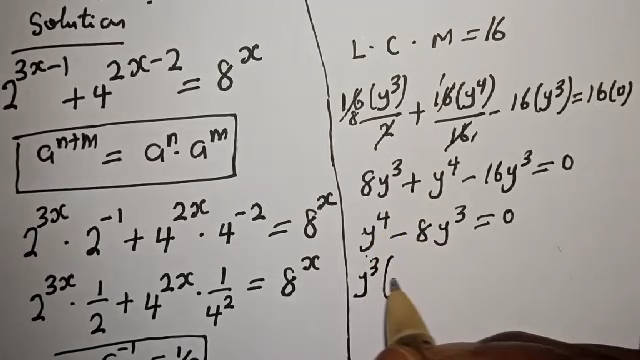 Solution
2^{3x-1} + 4^{2x-2} = 8^x
a^{n+m} = a^n · a^m
2^{3x} · 2^{-1} + 4^{2x} · 4^{-2} = 8^x
2^{3x} · 1/2 + 4^{2x} · 1/4^2 = 8^x
L · C · M = 16
16(y^3)/2 + 16(y^4)/16 - 16(y^3) = 16(0)
8y^3 + y^4 - 16y^3 = 0
y^4 - 8y^3 = 0
y^3(